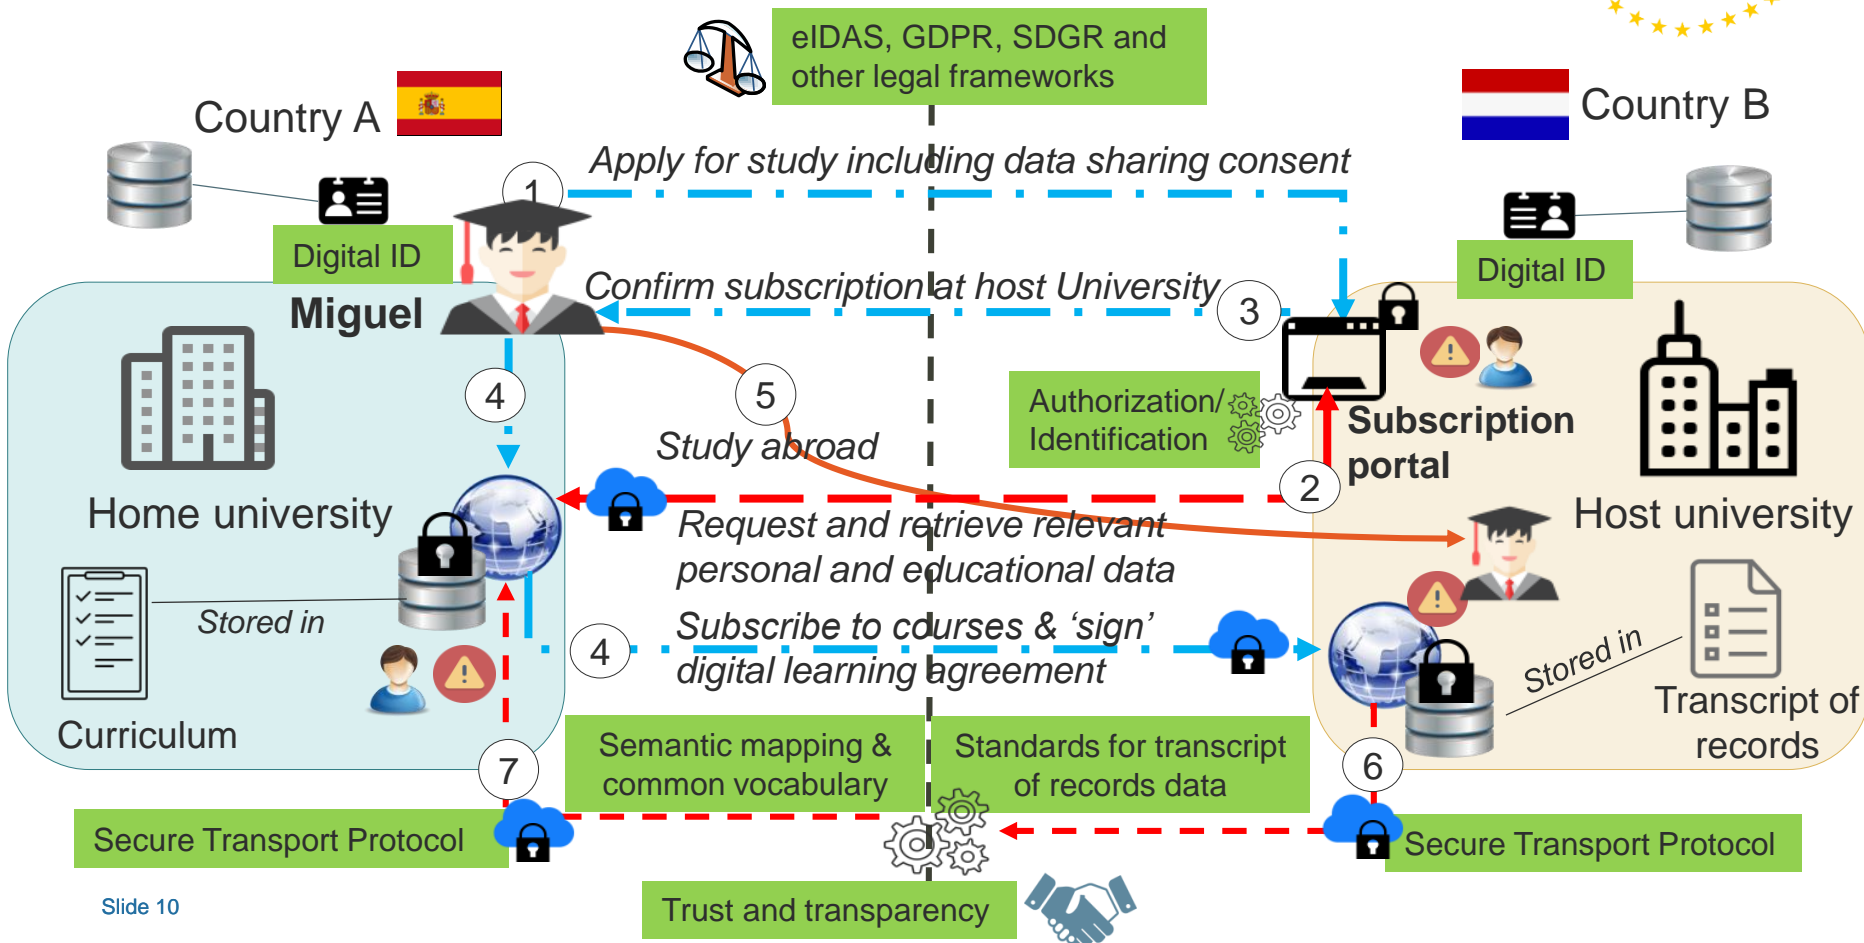 eIDAS, GDPR, SDGR and
other legal frameworks
Country A
Country B
Apply for study including data sharing consent
1
Digital ID
Digital ID
Miguel
Confirm subscription at host University
3
4
5
Authorization/
Identification
Subscription
portal
Study abroad
2
Home university
Host university
Request and retrieve relevant
personal and educational data
Stored in
Subscribe to courses & ‘sign’
digital learning agreement
4
Stored in
Curriculum
Transcript of
records
Semantic mapping &
common vocabulary
Standards for transcript
of records data
7
6
Secure Transport Protocol
Secure Transport Protocol
Slide 10
Trust and transparency